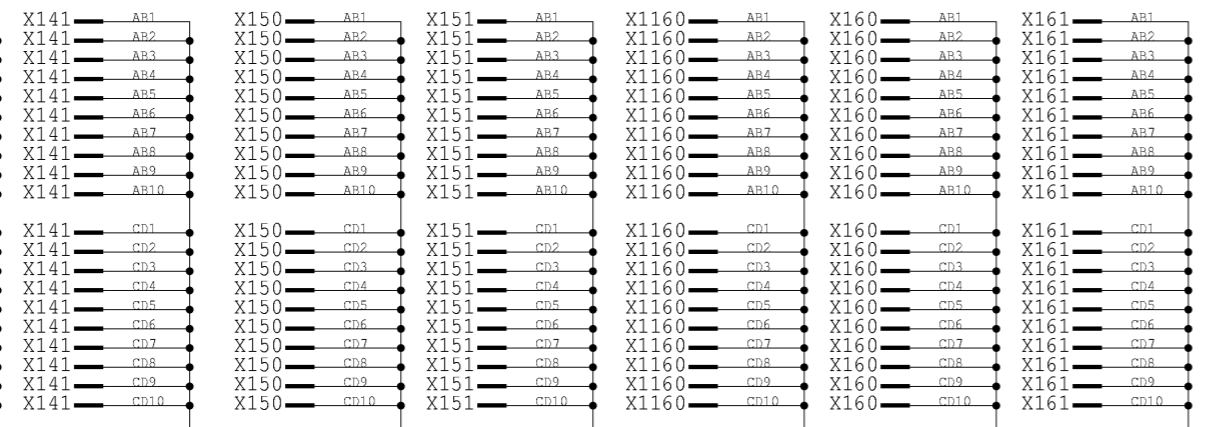 X141 AB1 X150 AB1 X151 AB1 X1160 AB1 X160 AB1 X161 AB1
X141 AB2 X150 AB2 X151 AB2 X1160 AB2 X160 AB2 X161 AB2
X141 AB3 X150 AB3 X151 AB3 X1160 AB3 X160 AB3 X161 AB3
X141 AB4 X150 AB4 X151 AB4 X1160 AB4 X160 AB4 X161 AB4
X141 AB5 X150 AB5 X151 AB5 X1160 AB5 X160 AB5 X161 AB5
X141 AB6 X150 AB6 X151 AB6 X1160 AB6 X160 AB6 X161 AB6
X141 AB7 X150 AB7 X151 AB7 X1160 AB7 X160 AB7 X161 AB7
X141 AB8 X150 AB8 X151 AB8 X1160 AB8 X160 AB8 X161 AB8
X141 AB9 X150 AB9 X151 AB9 X1160 AB9 X160 AB9 X161 AB9
X141 AB10 X150 AB10 X151 AB10 X1160 AB10 X160 AB10 X161 AB10
X141 CD1 X150 CD1 X151 CD1 X1160 CD1 X160 CD1 X161 CD1
X141 CD2 X150 CD2 X151 CD2 X1160 CD2 X160 CD2 X161 CD2
X141 CD3 X150 CD3 X151 CD3 X1160 CD3 X160 CD3 X161 CD3
X141 CD4 X150 CD4 X151 CD4 X1160 CD4 X160 CD4 X161 CD4
X141 CD5 X150 CD5 X151 CD5 X1160 CD5 X160 CD5 X161 CD5
X141 CD6 X150 CD6 X151 CD6 X1160 CD6 X160 CD6 X161 CD6
X141 CD7 X150 CD7 X151 CD7 X1160 CD7 X160 CD7 X161 CD7
X141 CD8 X150 CD8 X151 CD8 X1160 CD8 X160 CD8 X161 CD8
X141 CD9 X150 CD9 X151 CD9 X1160 CD9 X160 CD9 X161 CD9
X141 CD10 X150 CD10 X151 CD10 X1160 CD10 X160 CD10 X161 CD10